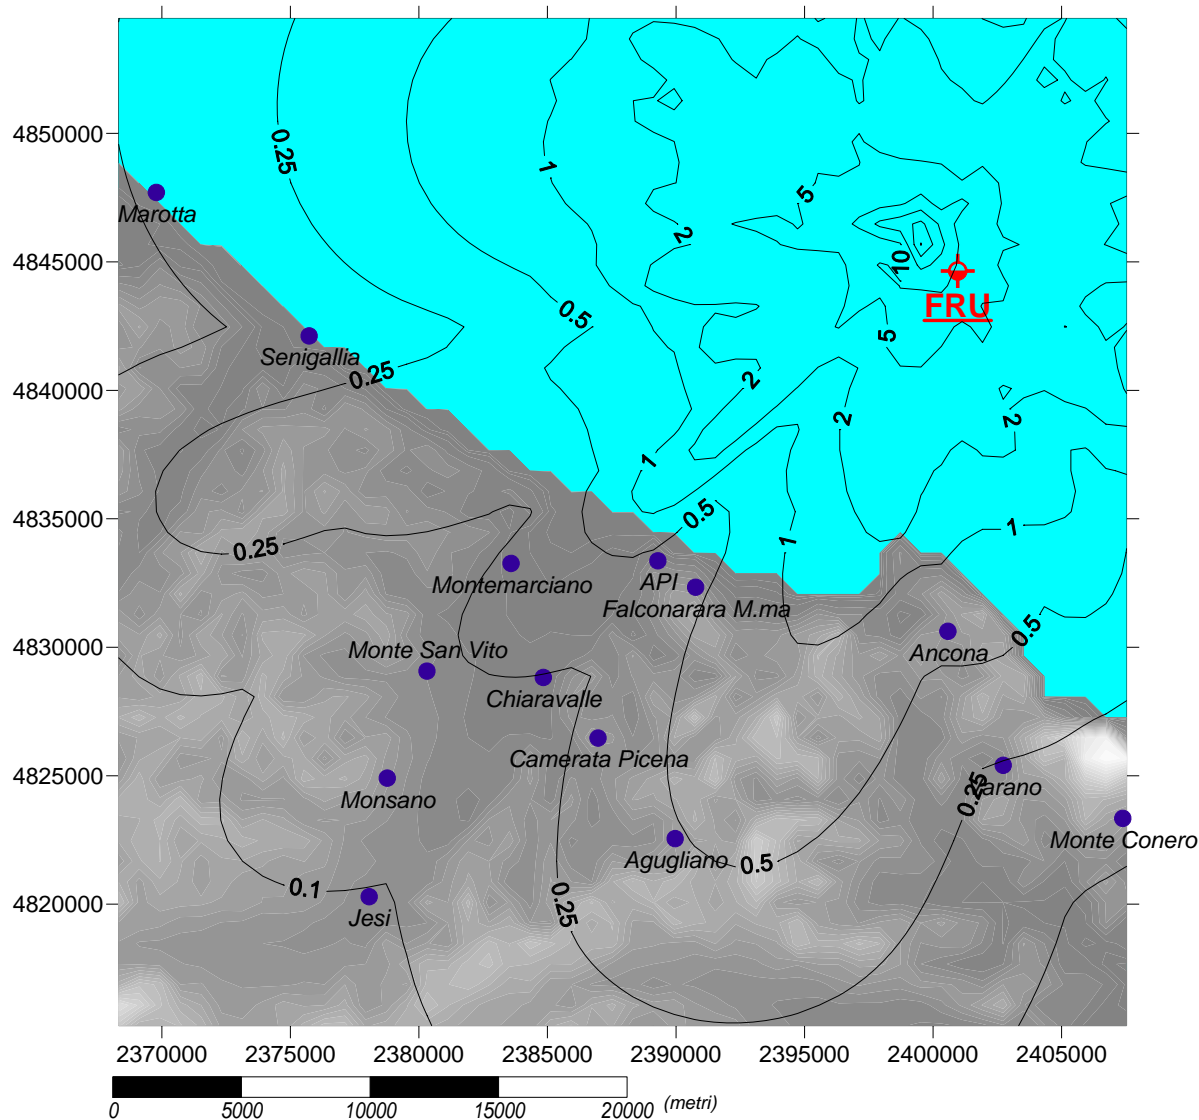 4850000
4845000
4840000
4835000
4830000
4825000
4820000
0.25
1
5
2
Marotta
10
FRU
0.5
5
Senigallia
0.25
2
2
2
1
0.5
1
1
0.25
API
Montemarciano
Falconarara M.ma
0.5
Ancona
Monte San Vito
Chiaravalle
Camerata Picena
0.25
Varano
Monsano
Monte Conero
Agugliano
0.5
0.1
0.25
Jesi
2370000 2375000 2380000 2385000 2390000 2395000 2400000 2405000
0 5000 10000 15000 20000 (metri)